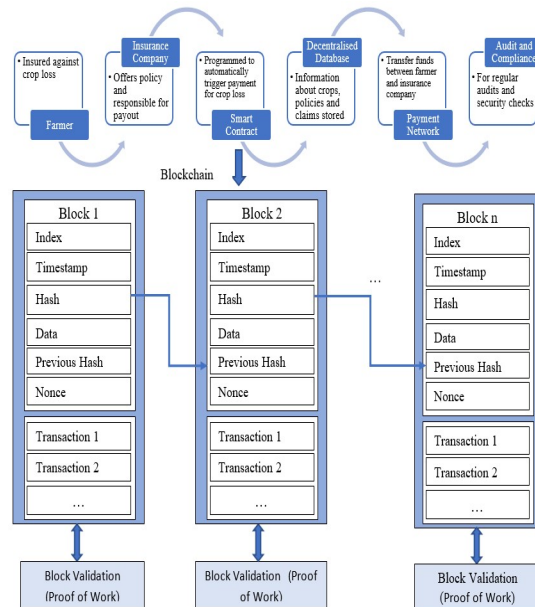 • Insured against
crop loss
Farmer
Insurance
Company
• Offers policy
and
responsible for
payout
• Programmed to
automatically
trigger payment
for crop loss
Smart
Contract
Decentralised
Database
• Information
about crops,
policies and
claims stored
• Transfer funds
between farmer
and insurance
company
Payment
Network
Audit and
Compliance
• For regular
audits and
security checks
Blockchain
Block 1
Index
Timestamp
Hash
Data
Previous Hash
Nonce
Transaction 1
Transaction 2
…
Block Validation
(Proof of Work)
Block 2
Index
Timestamp
Hash
Data
Previous Hash
Nonce
Transaction 1
Transaction 2
…
Block Validation (Proof
of Work)
…
Block n
Index
Timestamp
Hash
Data
Previous Hash
Nonce
Transaction 1
Transaction 2
…
Block Validation
(Proof of Work)